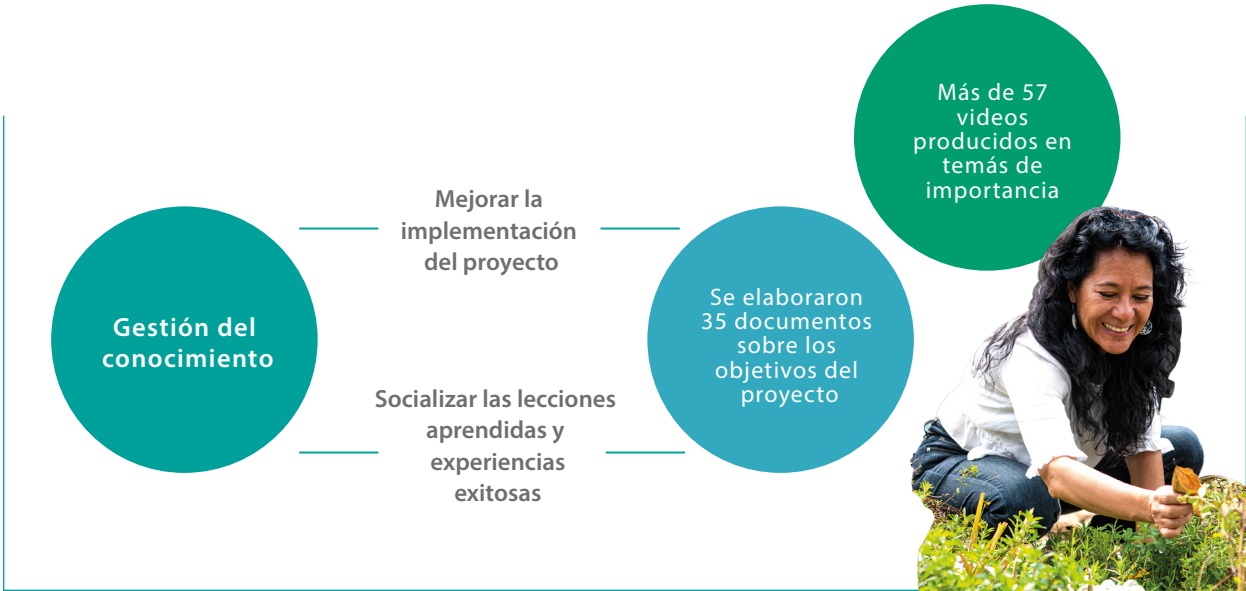 Gestión del
conocimiento
Mejorar la
implementación
del proyecto
Socializar las lecciones
aprendidas y
experiencias
exitosas
Se elaboraron
35 documentos
sobre los
objetivos del
proyecto
Más de 57
videos
producidos en
temás de
importancia